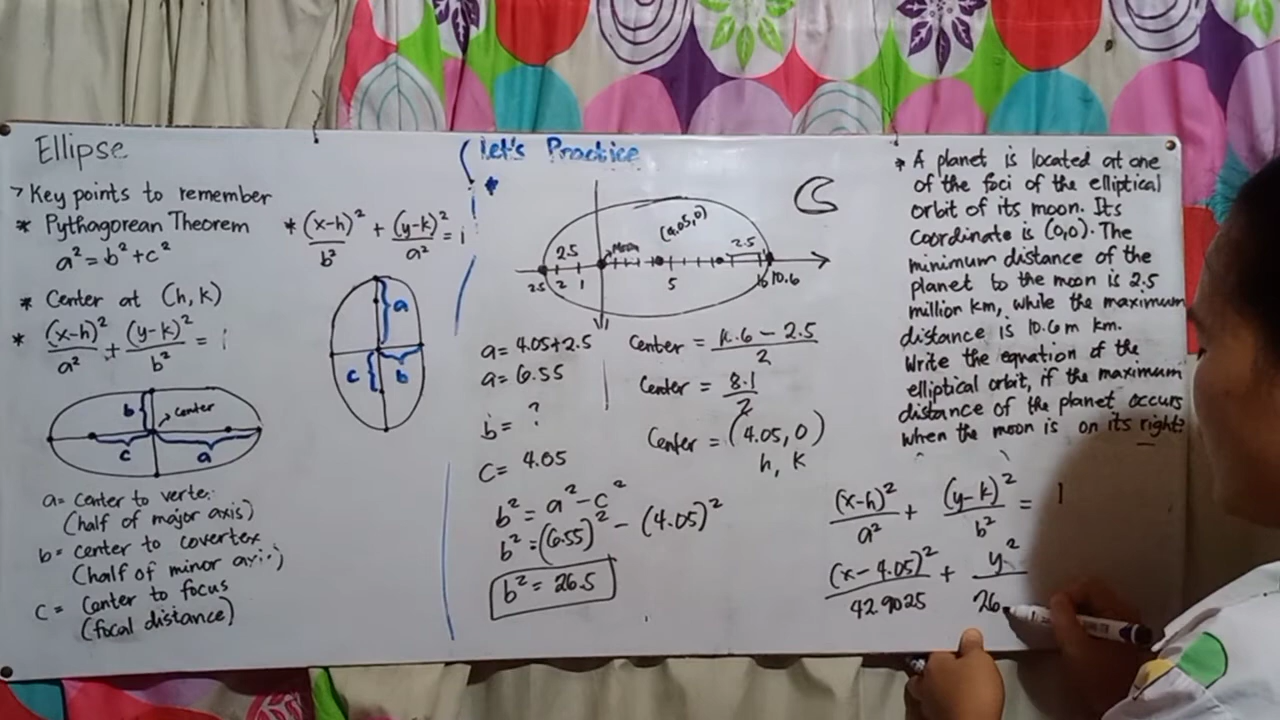 Ellipse
> Key points to remember
* Pythagorean Theorem
a² = b² + c²
* Center at (h, k)
* (x-h)²/a² + (y-k)²/b² = 1
b
Center
c
a
a = Center to verte.
(half of major axis)
b = center to covertex
(half of minor axi..)
c = Center to focus
(focal distance)
* (x-h)²/b² + (y-k)²/a² = 1
a
c
b
Let's Practice
*
(4.05,0)
2.5
Moon
2.5
2.5 2 1
5
10.6
a = 4.05+2.5
a = 6.55
b = ?
c = 4.05
b² = a² - c²
b² = (6.55)² - (4.05)²
b² = 26.5
.6 - 2.5
Center = /2
Center = 8.1/2
Center = (4.05, 0)
h, k
* A planet is located at one
of the foci of the elliptical
orbit of its moon. Its
coordinate is (0,0). The
minimum distance of the
planet to the moon is 2.5
million km, while the maximum
distance is 10.6 m km.
Write the equation of the
elliptical orbit, if the maximum
distance of the planet occurs
when the moon is on its right?
(x-h)²/a² + (y-k)²/b² = 1
(x-4.05)²/42.9025 + y²/26